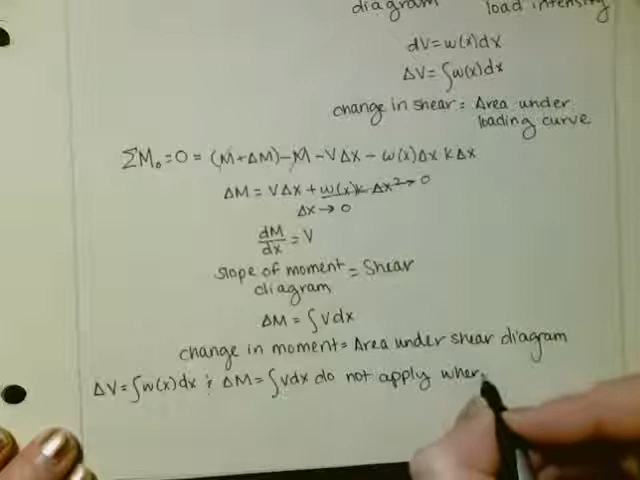 diagram load intensity
dV = w(x)dx
ΔV = ∫w(x)dx
change in shear = Area under
loading curve
ΣM₀ = 0 = (M+ΔM) - M - VΔx - w(x)Δx kΔx
ΔM = VΔx + w(x)k Δx² → 0
Δx → 0
dM/dx = V
slope of moment = Shear
diagram
ΔM = ∫Vdx
change in moment = Area under shear diagram
ΔV = ∫w(x)dx & ΔM = ∫Vdx do not apply wher